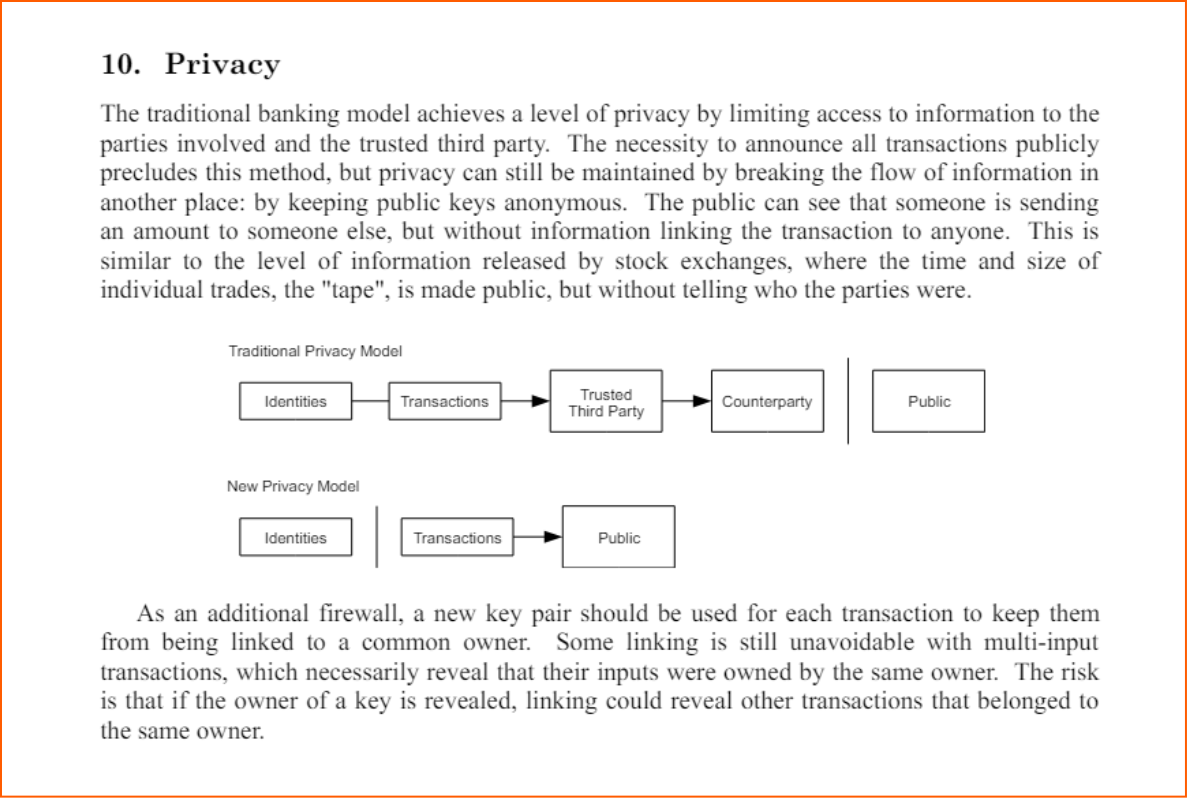 10. Privacy
The traditional banking model achieves a level of privacy by limiting access to information to the
parties involved and the trusted third party. The necessity to announce all transactions publicly
precludes this method, but privacy can still be maintained by breaking the flow of information in
another place: by keeping public keys anonymous. The public can see that someone is sending
an amount to someone else, but without information linking the transaction to anyone. This is
similar to the level of information released by stock exchanges, where the time and size of
individual trades, the "tape", is made public, but without telling who the parties were.
Traditional Privacy Model
Identities
Transactions
Trusted
Third Party
Counterparty
Public
New Privacy Model
Identities
Transactions
Public
As an additional firewall, a new key pair should be used for each transaction to keep them
from being linked to a common owner. Some linking is still unavoidable with multi-input
transactions, which necessarily reveal that their inputs were owned by the same owner. The risk
is that if the owner of a key is revealed, linking could reveal other transactions that belonged to
the same owner.